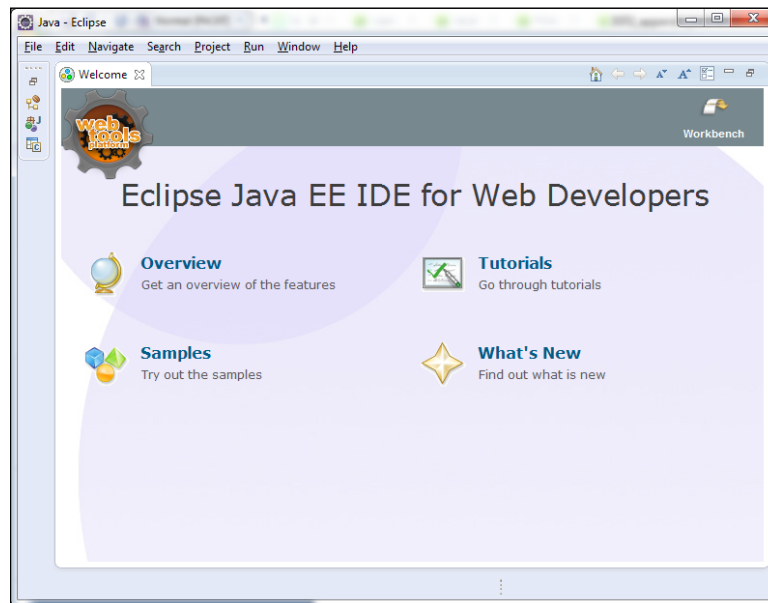 Java - Eclipse
File Edit Navigate Search Project Run Window Help
Welcome
web tools platform
Workbench
Eclipse Java EE IDE for Web Developers
Overview
Get an overview of the features
Tutorials
Go through tutorials
Samples
Try out the samples
What's New
Find out what is new